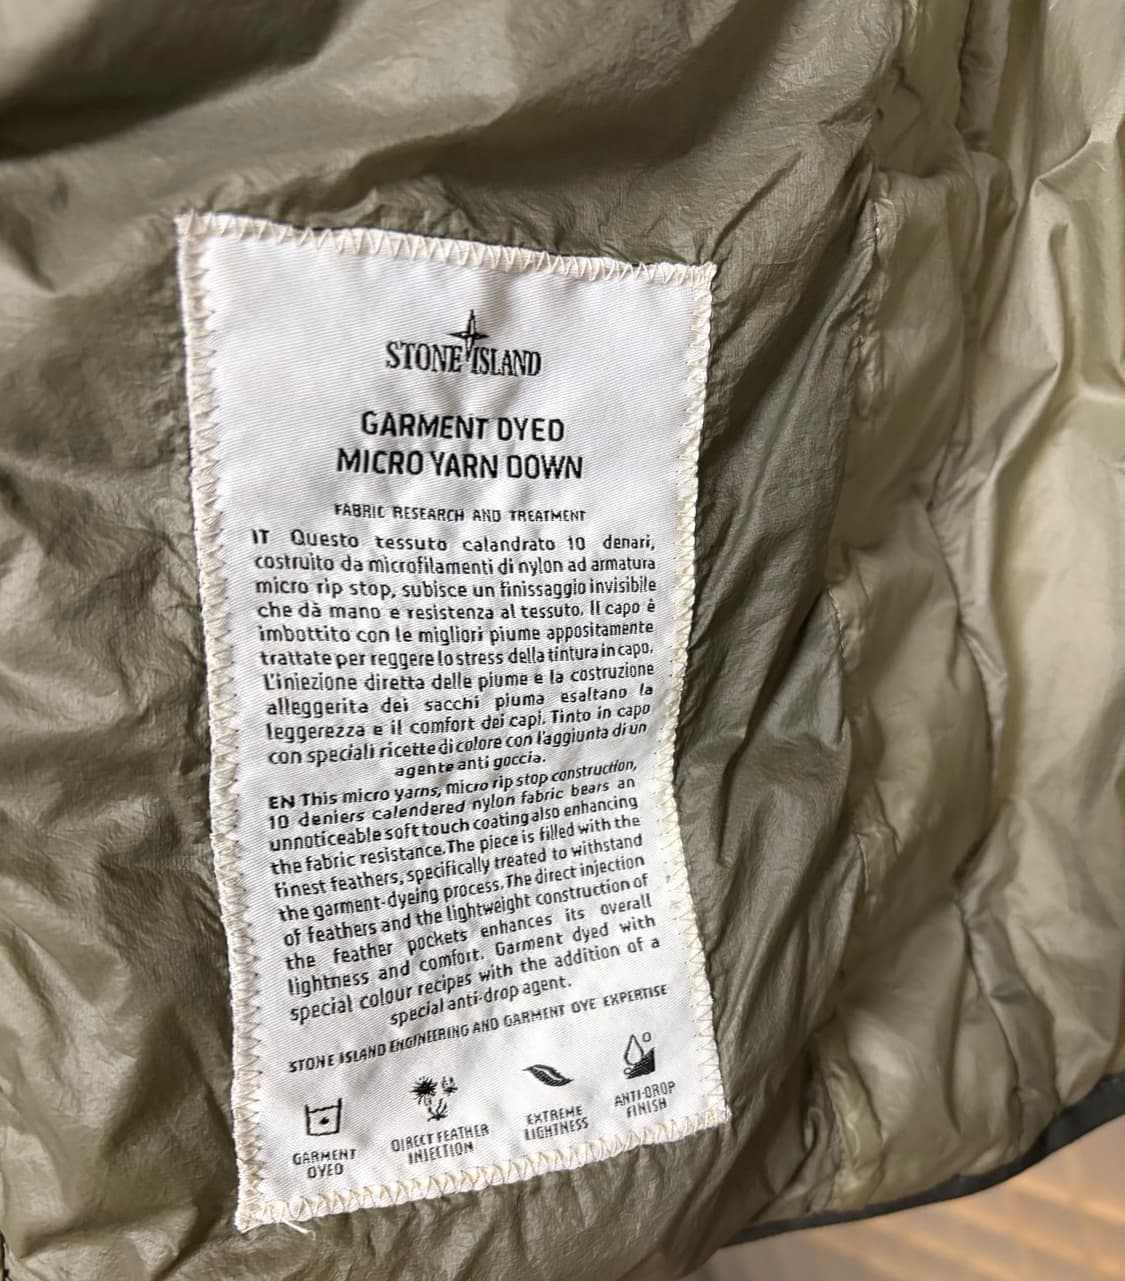 STONE ISLAND
GARMENT DYED
MICRO YARN DOWN
FABRIC RESEARCH AND TREATMENT
IT Questo tessuto calandrato 10 denari,
costruito da microfilamenti di nylon ad armatura
micro rip stop, subisce un finissaggio invisibile
che dà mano e resistenza al tessuto. Il capo è
imbottito con le migliori piume appositamente
trattate per reggere lo stress della tintura in capo.
L'iniezione diretta delle piume e la costruzione
alleggerita dei sacchi piuma esaltano la
leggerezza e il comfort dei capi. Tinto in capo
con speciali ricette di colore con l'aggiunta di un
agente anti goccia.
EN This micro yarns, micro rip stop construction,
10 deniers calendered nylon fabric bears an
unnoticeable soft touch coating also enhancing
the fabric resistance. The piece is filled with the
finest feathers, specifically treated to withstand
the garment-dyeing process. The direct injection
of feathers and the lightweight construction of
the feather pockets enhances its overall
lightness and comfort. Garment dyed with
special colour recipes with the addition of a
special anti-drop agent.
STONE ISLAND ENGINEERING AND GARMENT DYE EXPERTISE
GARMENT
DYED
DIRECT FEATHER
INJECTION
EXTREME
LIGHTNESS
ANTI-DROP
FINISH